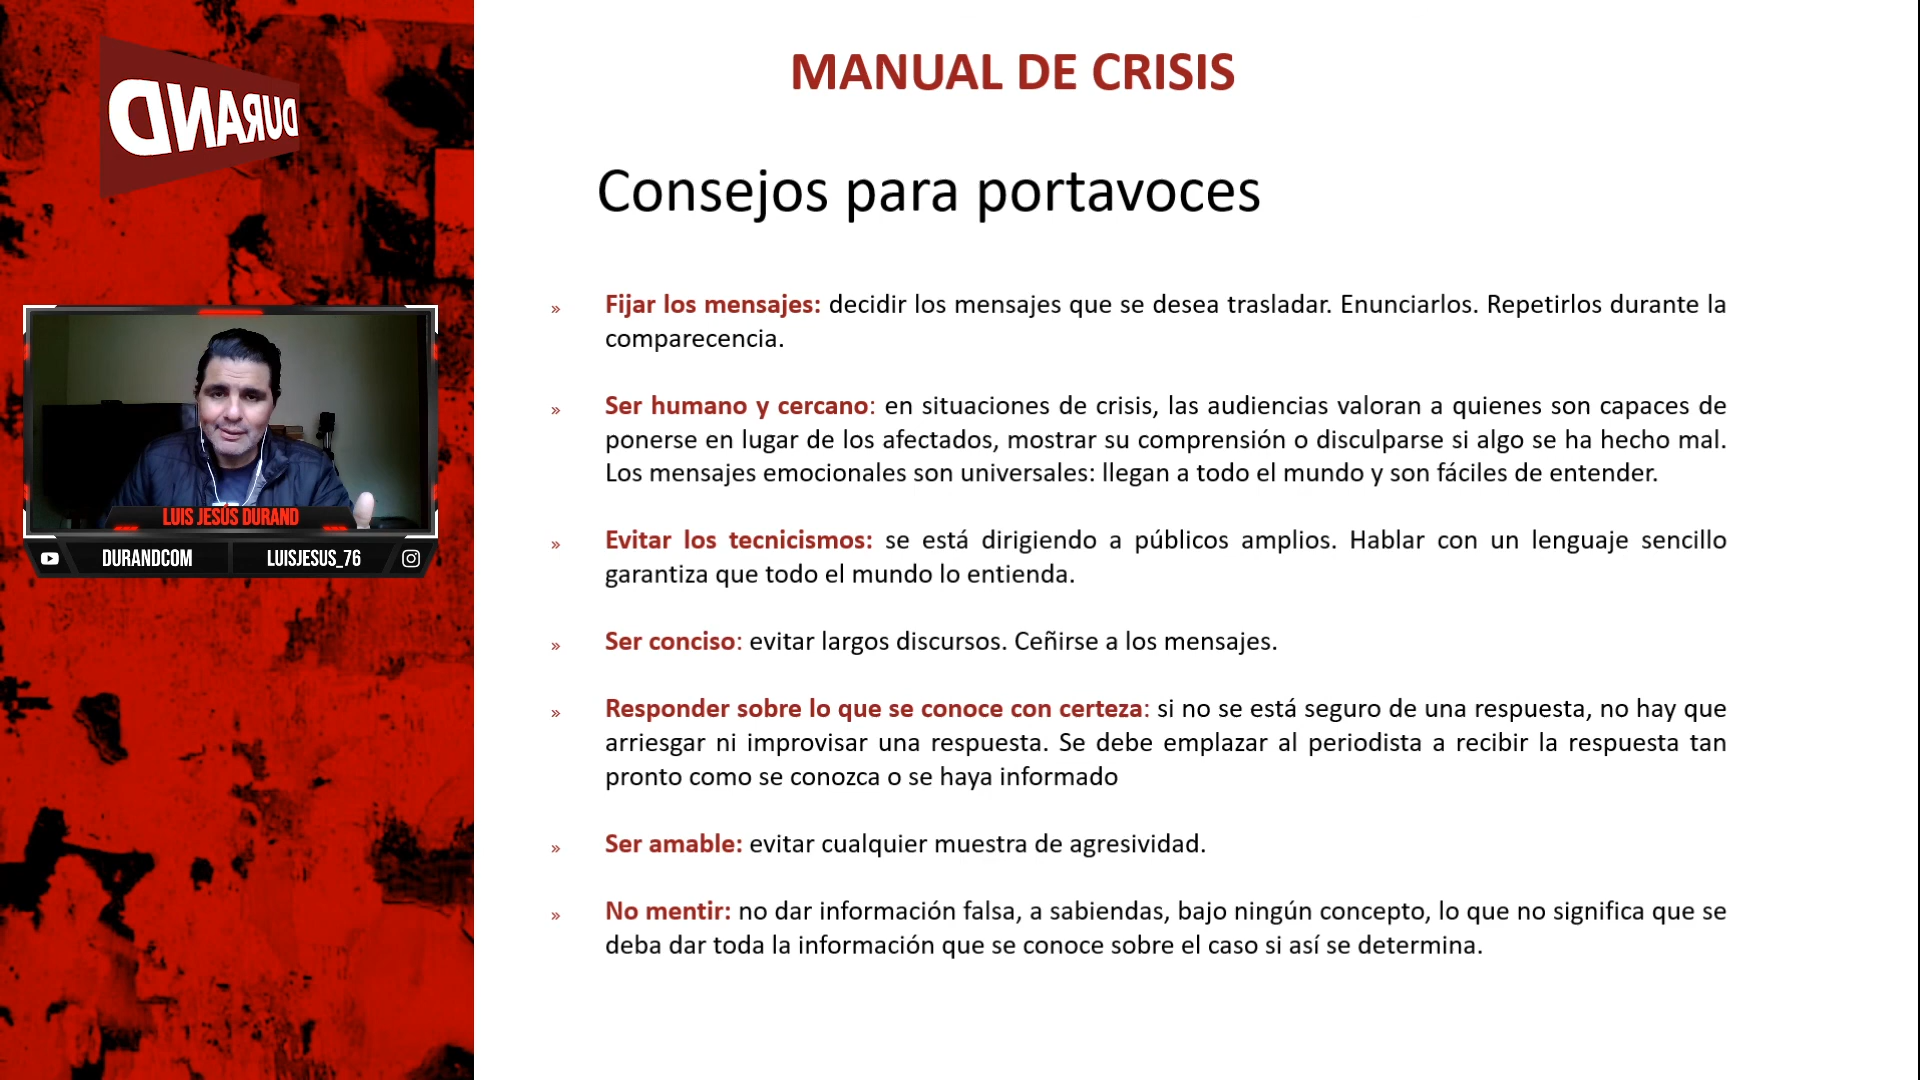 DURAND
LUIS JESÚS DURAND
DURANDCOM
LUISJESUS_76
MANUAL DE CRISIS
Consejos para portavoces
» Fijar los mensajes: decidir los mensajes que se desea trasladar. Enunciarlos. Repetirlos durante la
comparecencia.
» Ser humano y cercano: en situaciones de crisis, las audiencias valoran a quienes son capaces de
ponerse en lugar de los afectados, mostrar su comprensión o disculparse si algo se ha hecho mal.
Los mensajes emocionales son universales: llegan a todo el mundo y son fáciles de entender.
» Evitar los tecnicismos: se está dirigiendo a públicos amplios. Hablar con un lenguaje sencillo
garantiza que todo el mundo lo entienda.
» Ser conciso: evitar largos discursos. Ceñirse a los mensajes.
» Responder sobre lo que se conoce con certeza: si no se está seguro de una respuesta, no hay que
arriesgar ni improvisar una respuesta. Se debe emplazar al periodista a recibir la respuesta tan
pronto como se conozca o se haya informado
» Ser amable: evitar cualquier muestra de agresividad.
» No mentir: no dar información falsa, a sabiendas, bajo ningún concepto, lo que no significa que se
deba dar toda la información que se conoce sobre el caso si así se determina.